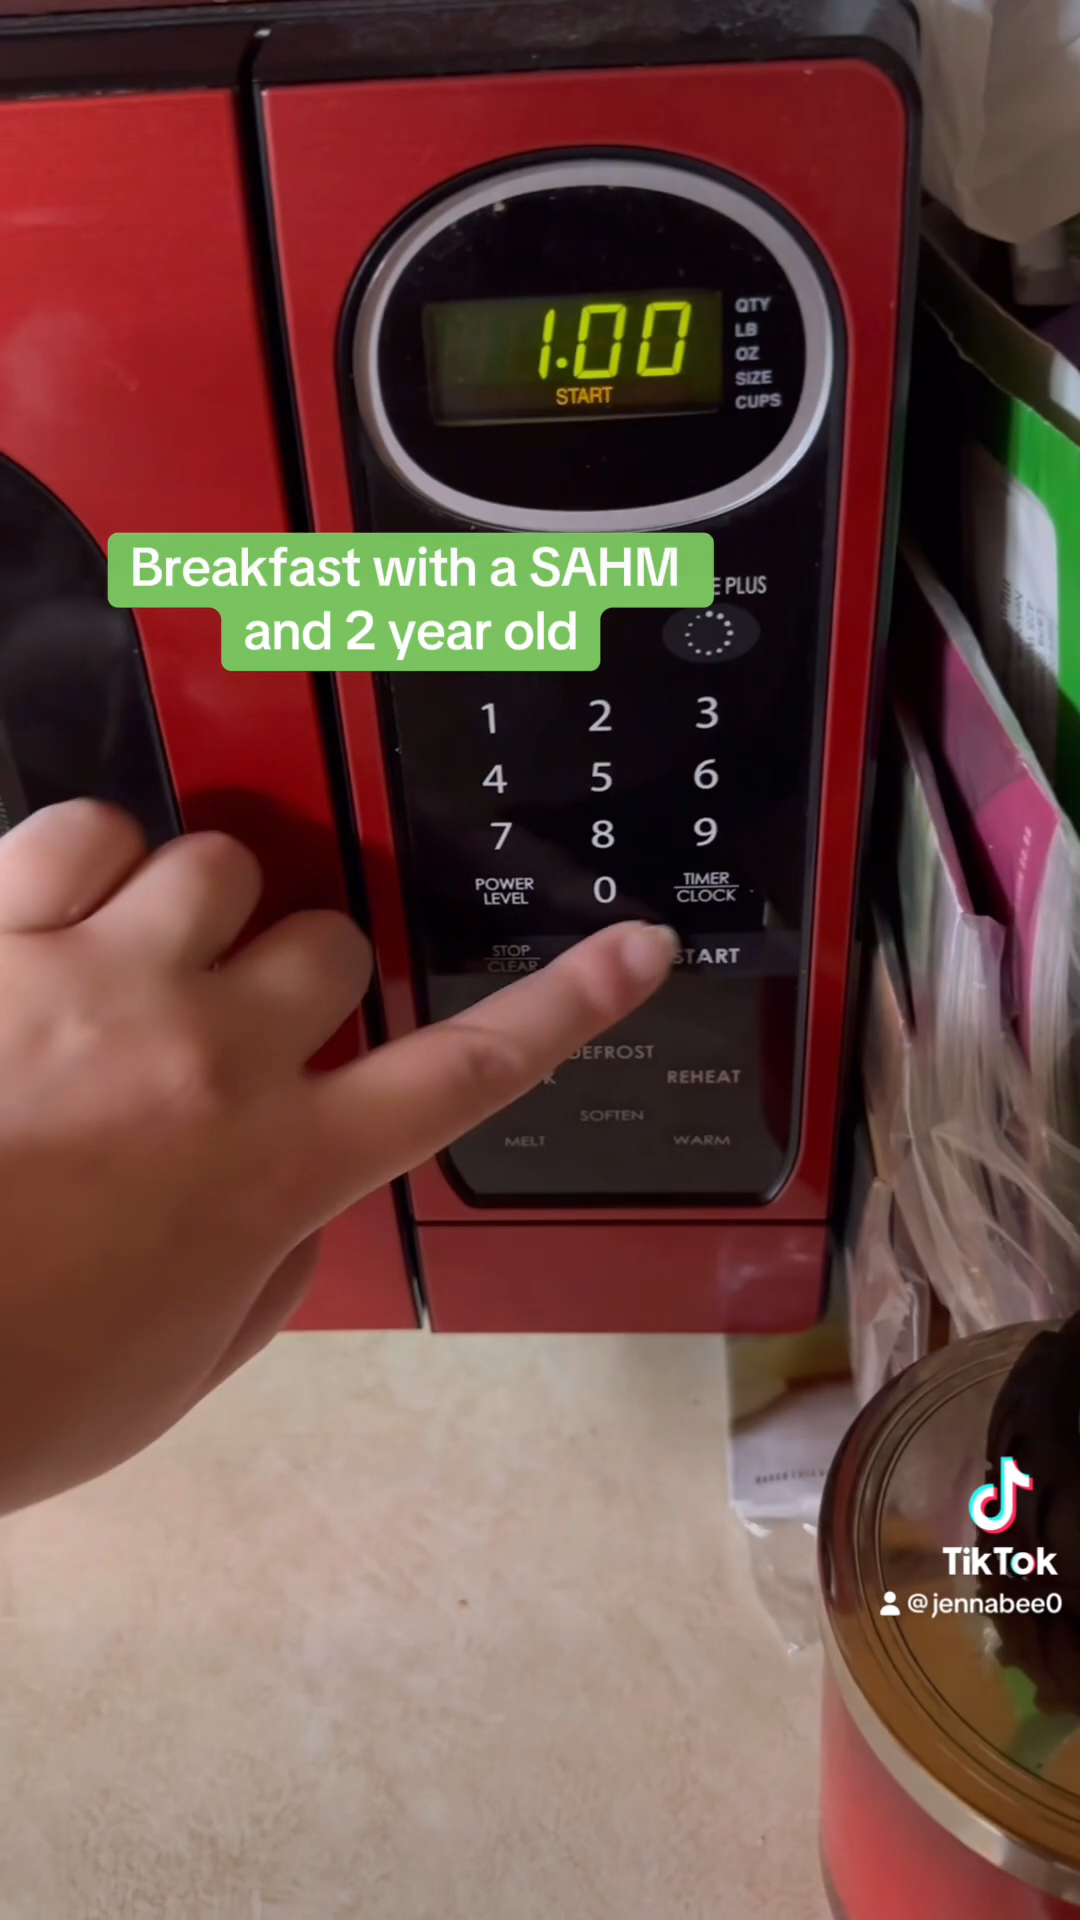 1.00
START
QTY
LB
OZ
SIZE
CUPS
Breakfast with a SAHM
and 2 year old
E PLUS
1 2 3
4 5 6
7 8 9
POWER
LEVEL
0
TIMER
CLOCK
STOP
CLEAR
START
DEFROST
REHEAT
SOFTEN
MELT
WARM
TikTok
@jennabee0